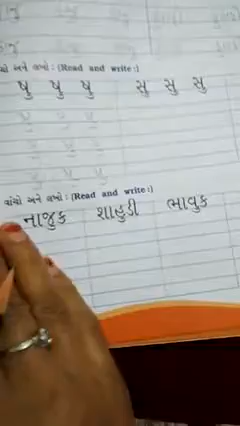 ચો અને લખો : (Read and write :)
ષુ ષુ ષુ સુ સુ સુ
વાંચો અને લખો : (Read and write :)
નાજુક શાહુડી ભાવુક